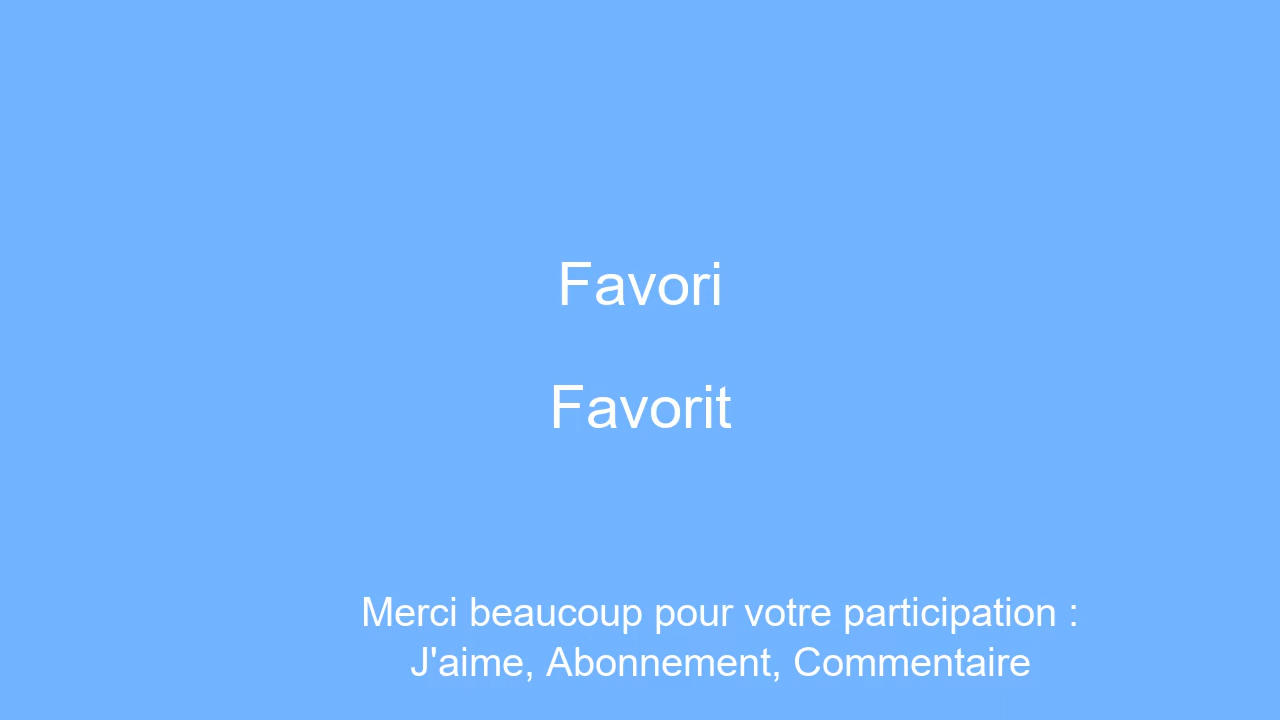 Favori
Favorit
Merci beaucoup pour votre participation :
J'aime, Abonnement, Commentaire